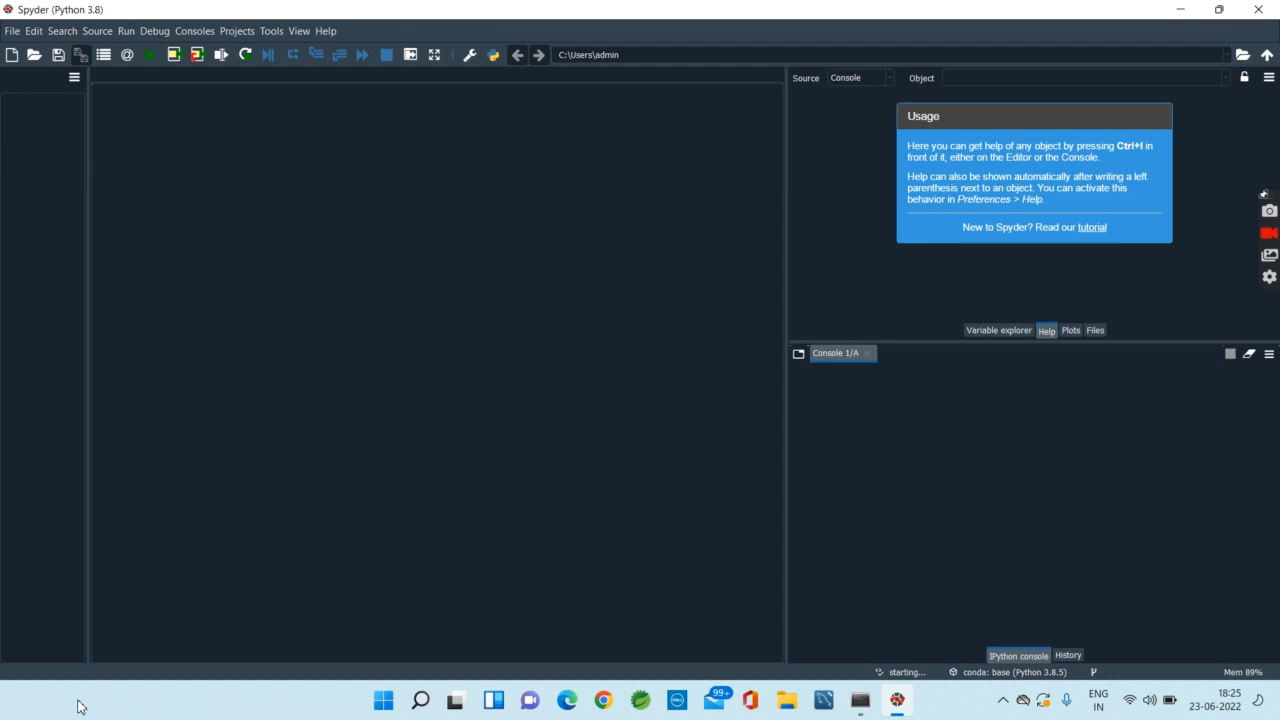 Spyder (Python 3.8)
File Edit Search Source Run Debug Consoles Projects Tools View Help
C:\Users\admin
Source Console Object
Usage
Here you can get help of any object by pressing Ctrl+I in
front of it, either on the Editor or the Console.
Help can also be shown automatically after writing a left
parenthesis next to an object. You can activate this
behavior in Preferences > Help.
New to Spyder? Read our tutorial
Variable explorer Help Plots Files
Console 1/A
IPython console History
starting... conda: base (Python 3.8.5) Mem 89%
99+
DELL
ENG
IN
18:25
23-06-2022